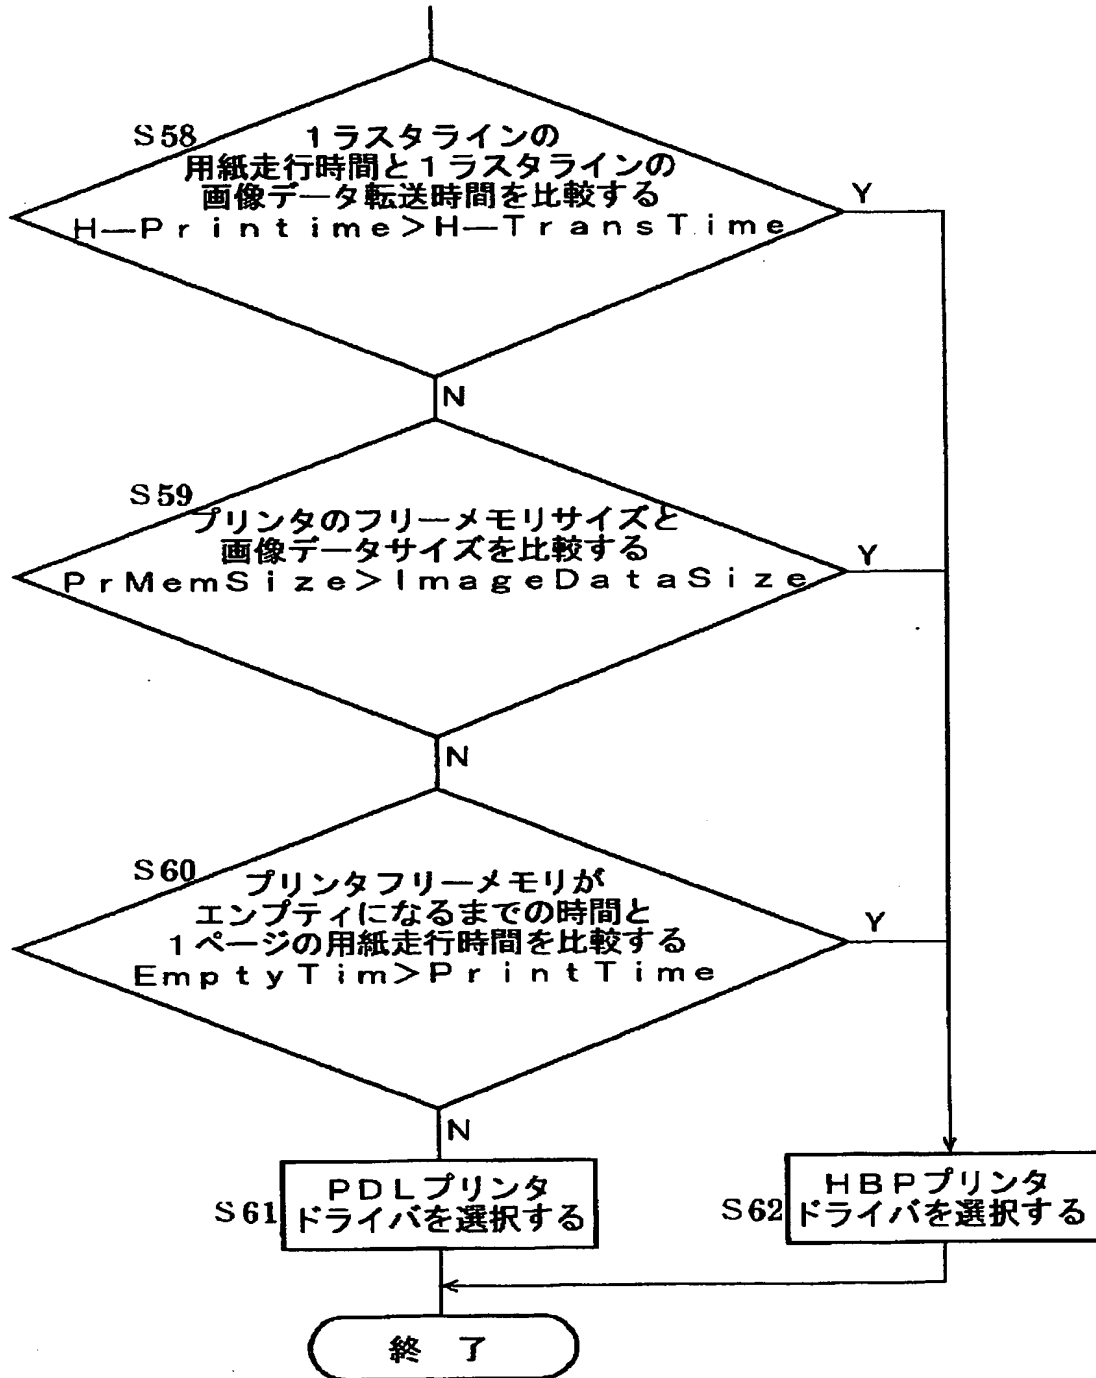 S58
1ラスタラインの
用紙走行時間と1ラスタラインの
画像データ転送時間を比較する
H—Printime>H—TransTime
Y
N
S59
プリンタのフリーメモリサイズと
画像データサイズを比較する
PrMemSize>ImageDataSize
Y
N
S60
プリンタフリーメモリが
エンプティになるまでの時間と
1ページの用紙走行時間を比較する
EmptyTim>PrintTime
Y
N
S61
PDLプリンタ
ドライバを選択する
S62
HBPプリンタ
ドライバを選択する
終 了